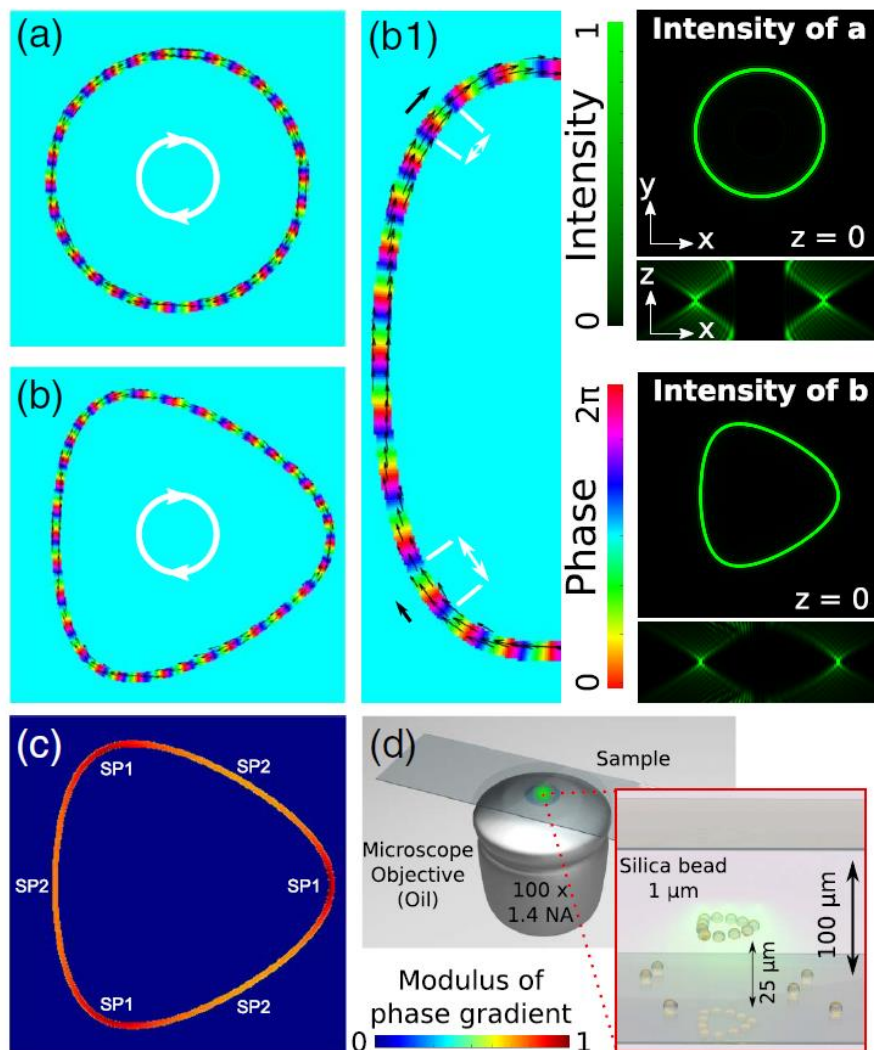 (a)
(b1)
1
Intensity
0
Intensity of a
y
x
z = 0
z
x
(b)
2π
Phase
0
Intensity of b
z = 0
(c)
SP1
SP2
SP2
SP1
SP1
SP2
(d)
Sample
Microscope
Objective
(Oil)
100 x
1.4 NA
Silica bead
1 μm
100 μm
25 μm
Modulus of
phase gradient
0
1